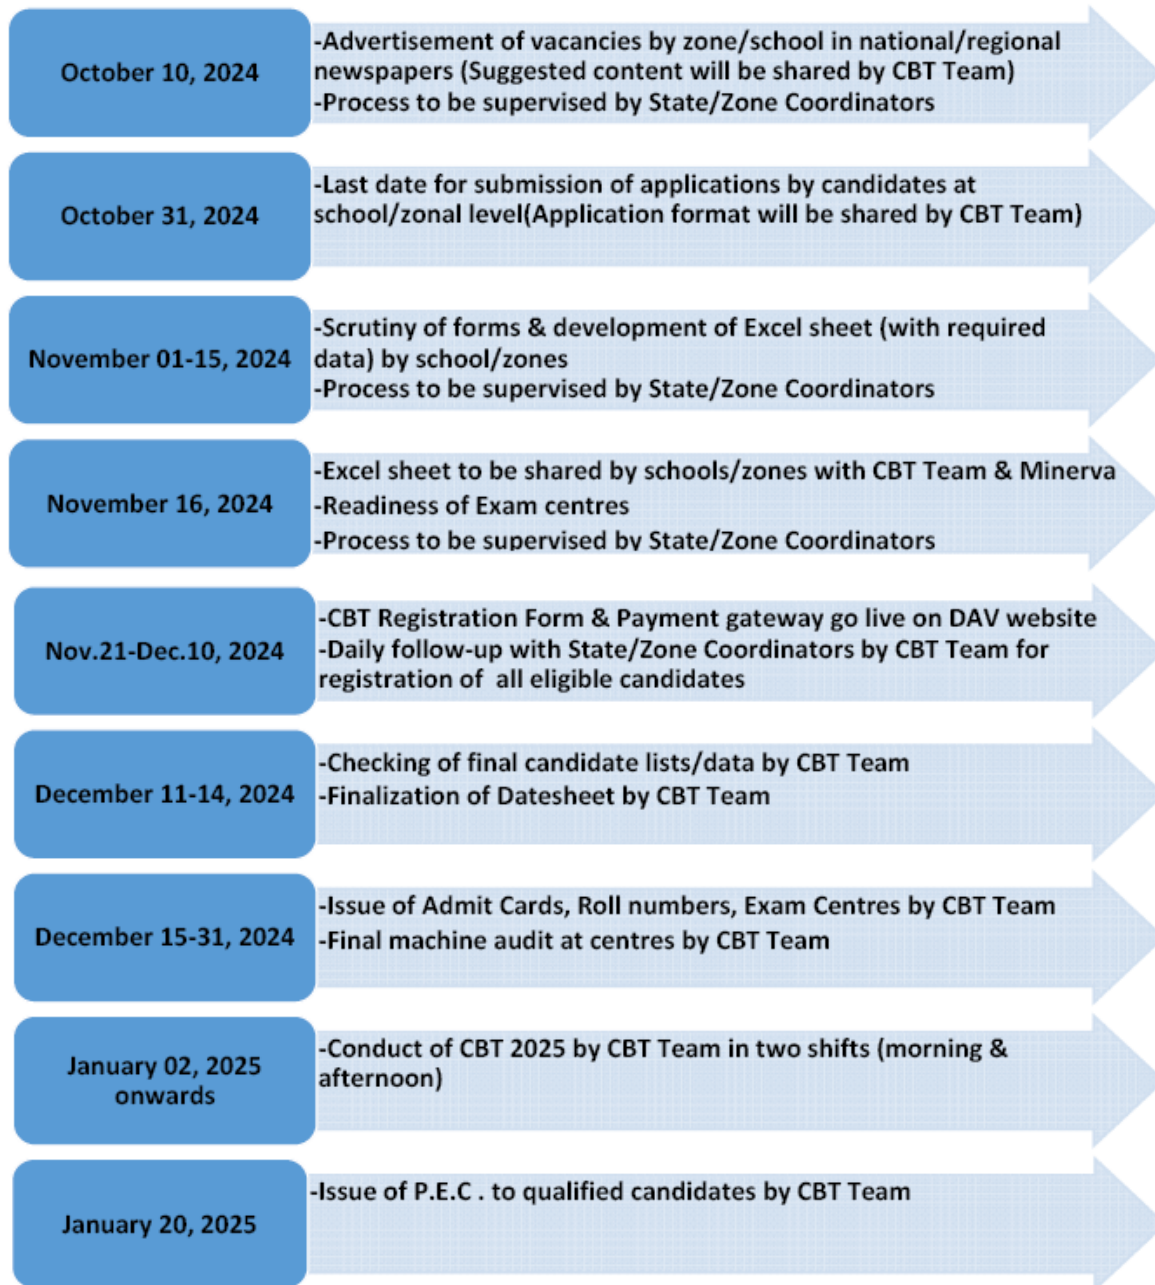 October 10, 2024
-Advertisement of vacancies by zone/school in national/regional
newspapers (Suggested content will be shared by CBT Team)
-Process to be supervised by State/Zone Coordinators
October 31, 2024
-Last date for submission of applications by candidates at
school/zonal level(Application format will be shared by CBT Team)
November 01-15, 2024
-Scrutiny of forms & development of Excel sheet (with required
data) by school/zones
-Process to be supervised by State/Zone Coordinators
November 16, 2024
-Excel sheet to be shared by schools/zones with CBT Team & Minerva
-Readiness of Exam centres
-Process to be supervised by State/Zone Coordinators
Nov.21-Dec.10, 2024
-CBT Registration Form & Payment gateway go live on DAV website
-Daily follow-up with State/Zone Coordinators by CBT Team for
registration of  all eligible candidates
December 11-14, 2024
-Checking of final candidate lists/data by CBT Team
-Finalization of Datesheet by CBT Team
December 15-31, 2024
-Issue of Admit Cards, Roll numbers, Exam Centres by CBT Team
-Final machine audit at centres by CBT Team
January 02, 2025
onwards
-Conduct of CBT 2025 by CBT Team in two shifts (morning &
afternoon)
January 20, 2025
-Issue of P.E.C . to qualified candidates by CBT Team